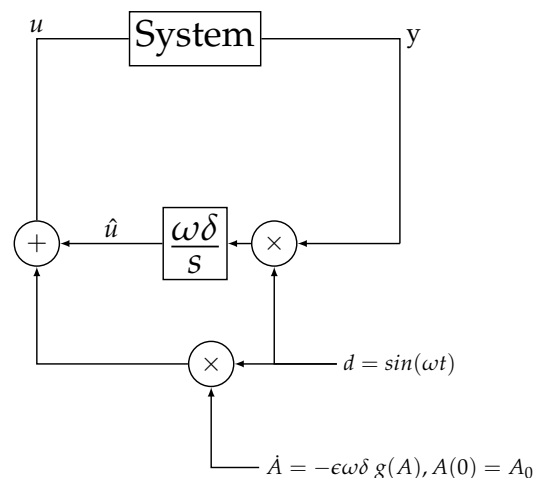 u
System
y
û
ωδ
s
+
×
×
d = sin(ωt)
Ȧ = −ϵωδ g(A), A(0) = A₀